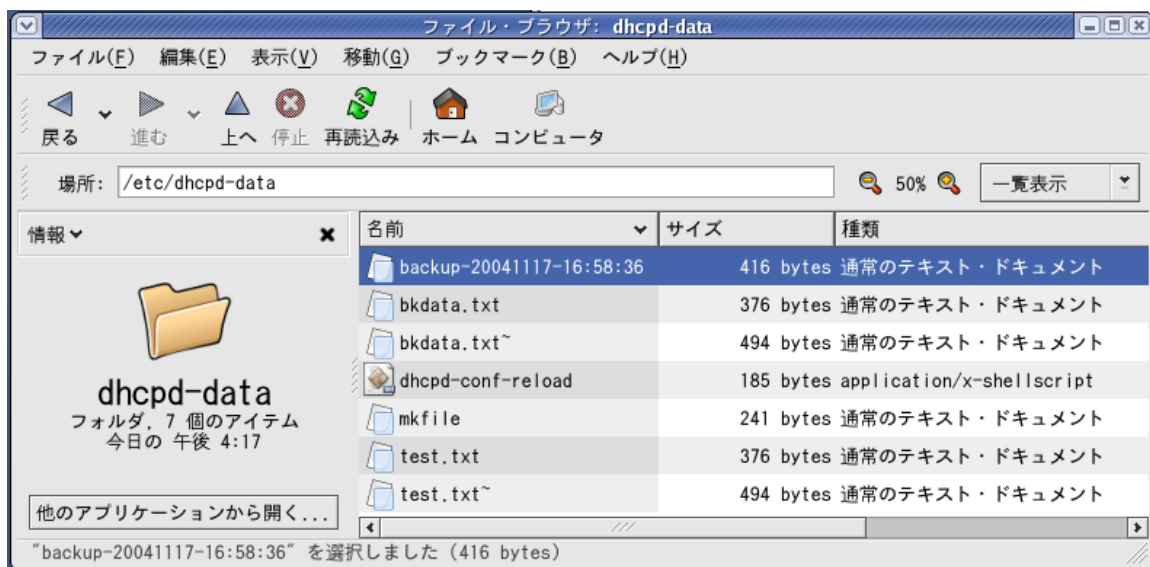 ファイル・ブラウザ: dhcpd-data
ファイル(F) 編集(E) 表示(V) 移動(G) ブックマーク(B) ヘルプ(H)
戻る 進む 上へ 停止 再読込み ホーム コンピュータ
場所: /etc/dhcpd-data 50% 一覧表示
情報
名前 サイズ 種類
backup-20041117-16:58:36 416 bytes 通常のテキスト・ドキュメント
bkdata.txt 376 bytes 通常のテキスト・ドキュメント
bkdata.txt~ 494 bytes 通常のテキスト・ドキュメント
dhcpd-conf-reload 185 bytes application/x-shellscript
mkfile 241 bytes 通常のテキスト・ドキュメント
test.txt 376 bytes 通常のテキスト・ドキュメント
test.txt~ 494 bytes 通常のテキスト・ドキュメント
dhcpd-data
フォルダ, 7 個のアイテム
今日の 午後 4:17
他のアプリケーションから開く...
"backup-20041117-16:58:36" を選択しました (416 bytes)